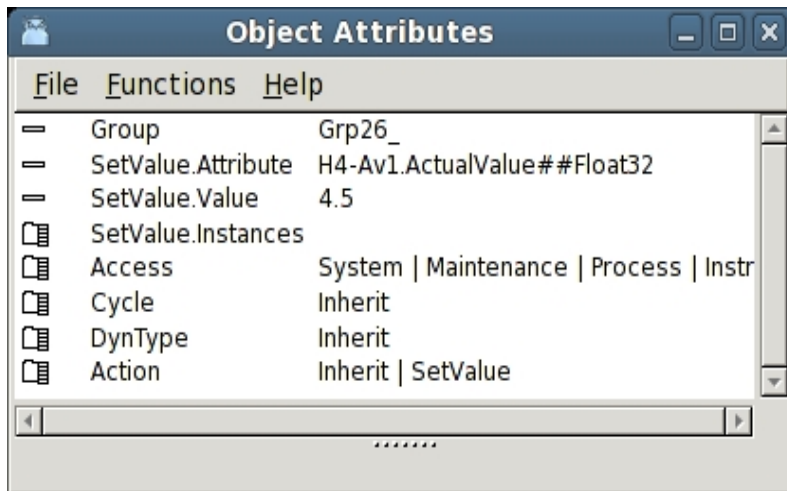 Object Attributes
File Functions Help
Group Grp26_
SetValue.Attribute H4-Av1.ActualValue##Float32
SetValue.Value 4.5
SetValue.Instances
Access System | Maintenance | Process | Instr
Cycle Inherit
DynType Inherit
Action Inherit | SetValue